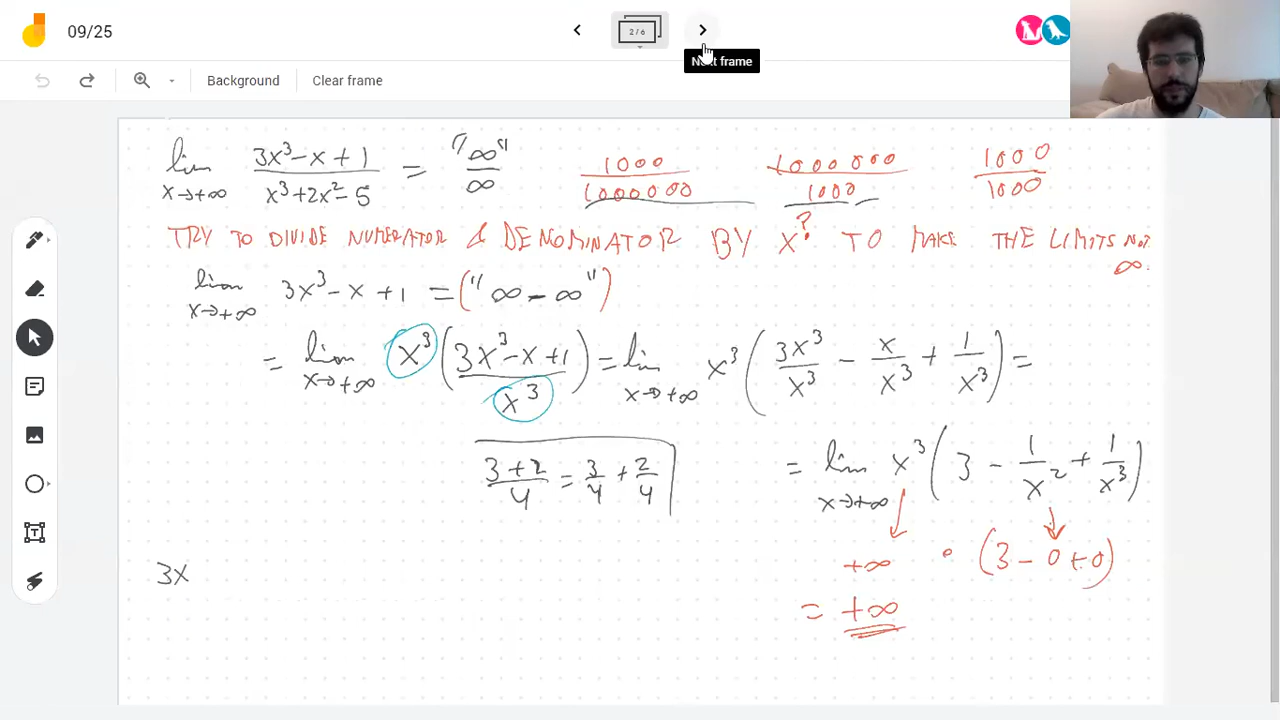 09/25
2 / 6
Next frame
Background
Clear frame
lim x→+∞ (3x³-x+1)/(x³+2x²-5) = "∞/∞"
1000/1000000
1000000/1000
1000/1000
TRY TO DIVIDE NUMERATOR & DENOMINATOR BY x^? TO MAKE THE LIMITS NOT
∞.
lim x→+∞ 3x³-x+1 = ("∞-∞")
= lim x→+∞ x³((3x³-x+1)/x³) = lim x→+∞ x³(3x³/x³ - x/x³ + 1/x³) =
(3+2)/4 = 3/4 + 2/4
= lim x→+∞ x³(3 - 1/x² + 1/x³)
+∞ • (3-0+0)
= +∞
3x